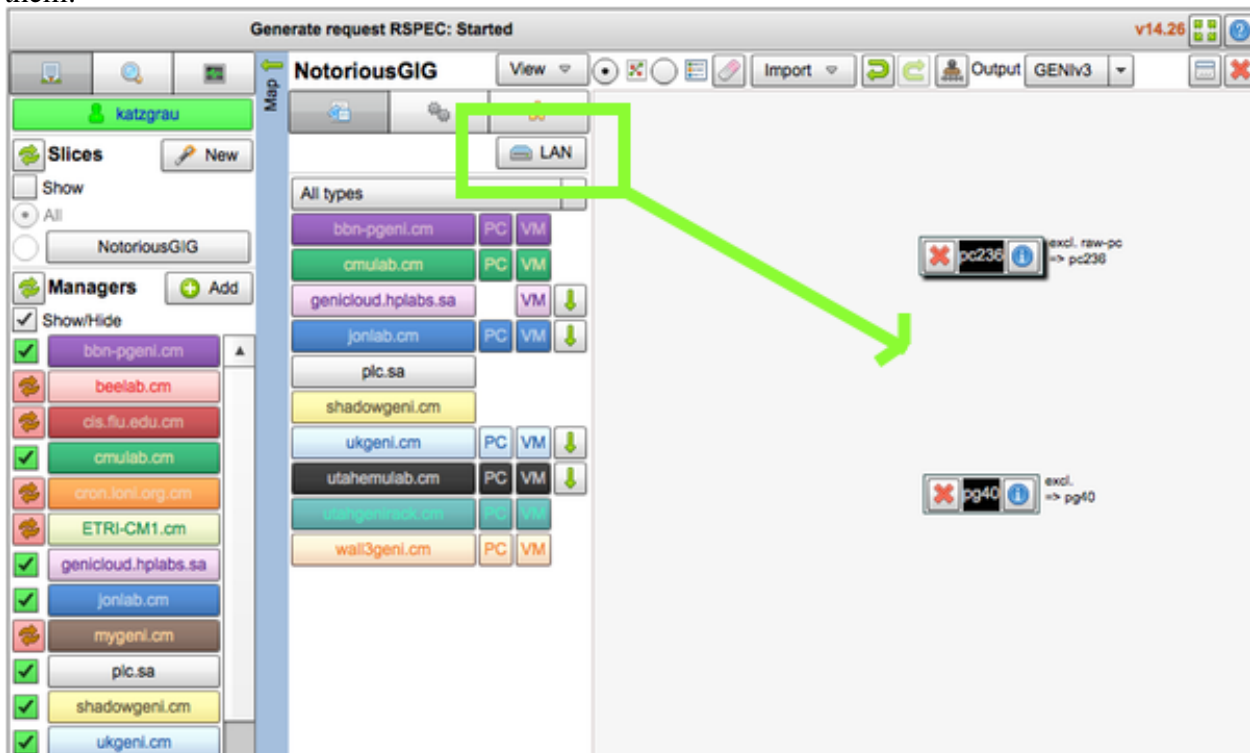 them.
Generate request RSPEC: Started
v14.26
katzgrau
Slices
New
Show
All
NotoriousGIG
Managers
Add
Show/Hide
bbn-pgeni.cm
beelab.cm
cis.fiu.edu.cm
cmulab.cm
cron.loni.org.cm
ETRI-CM1.cm
genicloud.hplabs.sa
jonlab.cm
mygeni.cm
plc.sa
shadowgeni.cm
ukgeni.cm
Map
NotoriousGIG
View
Import
Output
GENIv3
LAN
All types
bbn-pgeni.cm PC VM
cmulab.cm PC VM
genicloud.hplabs.sa VM
jonlab.cm PC VM
plc.sa
shadowgeni.cm
ukgeni.cm PC VM
utahemulab.cm PC VM
utahgenirack.cm PC VM
wall3geni.cm PC VM
pc236
excl. raw-pc
=> pc236
pg40
excl.
=> pg40